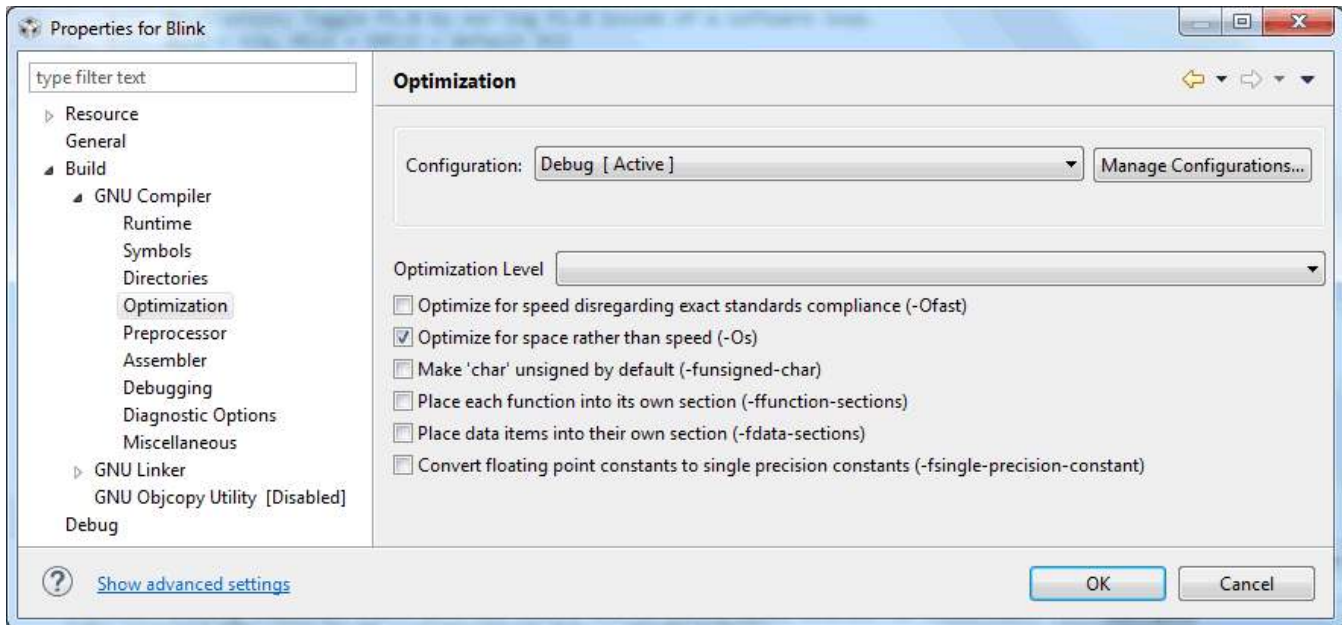 Properties for Blink
type filter text
Resource
General
Build
GNU Compiler
Runtime
Symbols
Directories
Optimization
Preprocessor
Assembler
Debugging
Diagnostic Options
Miscellaneous
GNU Linker
GNU Objcopy Utility [Disabled]
Debug
Optimization
Configuration: Debug [ Active ] Manage Configurations...
Optimization Level
Optimize for speed disregarding exact standards compliance (-Ofast)
Optimize for space rather than speed (-Os)
Make 'char' unsigned by default (-funsigned-char)
Place each function into its own section (-ffunction-sections)
Place data items into their own section (-fdata-sections)
Convert floating point constants to single precision constants (-fsingle-precision-constant)
? Show advanced settings
OK Cancel